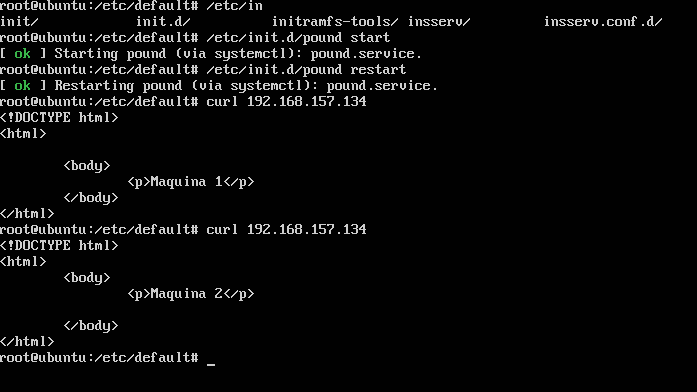 root@ubuntu:/etc/default# /etc/in
init/ init.d/ initramfs-tools/ insserv/ insserv.conf.d/
root@ubuntu:/etc/default# /etc/init.d/pound start
[ ok ] Starting pound (via systemctl): pound.service.
root@ubuntu:/etc/default# /etc/init.d/pound restart
[ ok ] Restarting pound (via systemctl): pound.service.
root@ubuntu:/etc/default# curl 192.168.157.134
<!DOCTYPE html>
<html>
<body>
<p>Maquina 1</p>
</body>
</html>
root@ubuntu:/etc/default# curl 192.168.157.134
<!DOCTYPE html>
<html>
<body>
<p>Maquina 2</p>
</body>
</html>
root@ubuntu:/etc/default# _